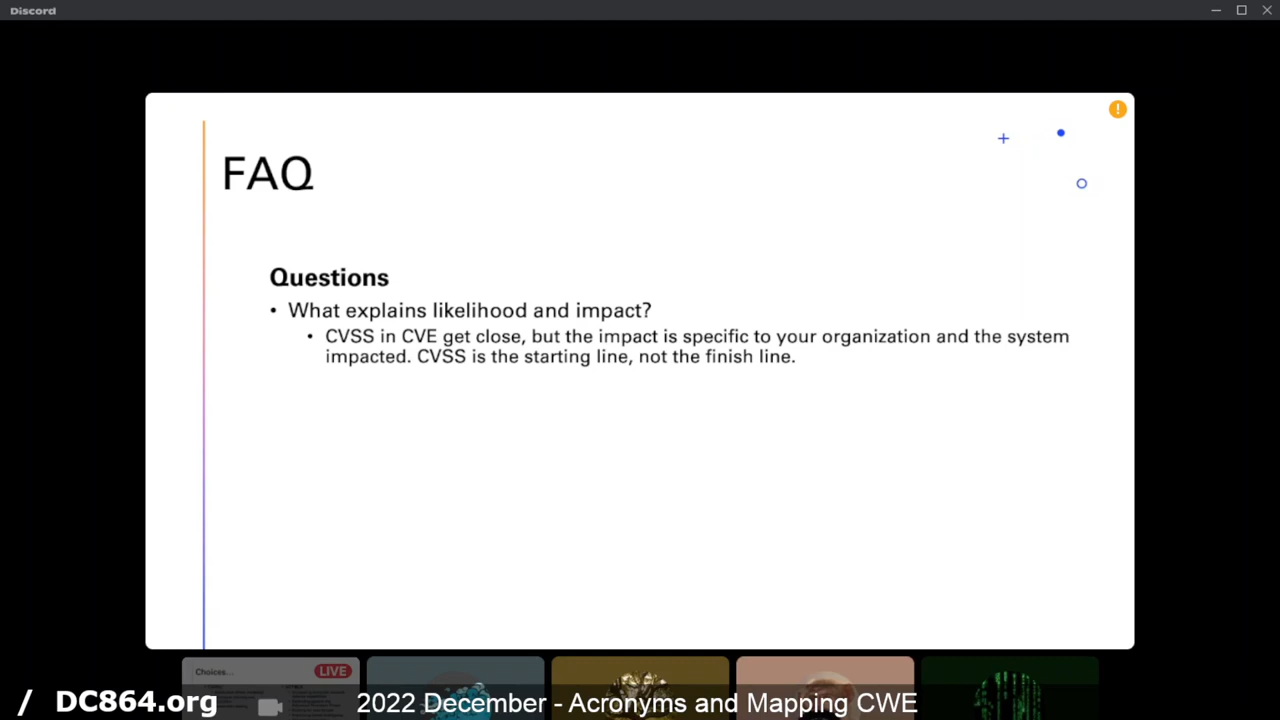 Discord
FAQ
Questions
• What explains likelihood and impact?
• CVSS in CVE get close, but the impact is specific to your organization and the system
impacted. CVSS is the starting line, not the finish line.
Choices...
LIVE
/ DC864.org
2022 December - Acronyms and Mapping CWE